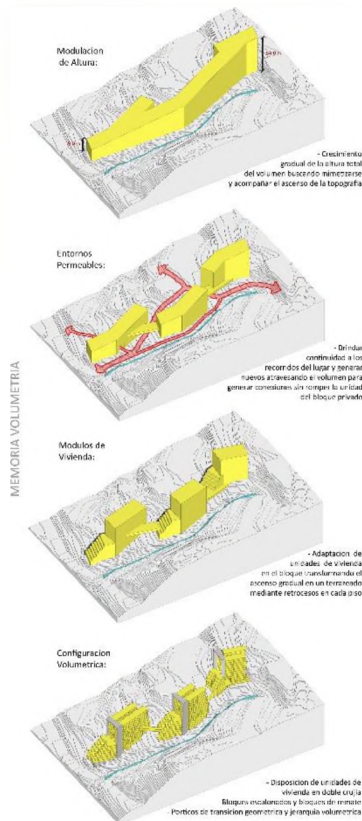 MEMORIA VOLUMETRIA
Modulacion
de Altura:
- Crecimiento
gradual de la altura total
del volumen buscando mimetizarse
y acompañar el ascenso de la topografia
Entornos
Permeables:
- Brindar
continuidad a los
recorridos del lugar y generar
nuevos atravesando el volumen para
generar conexiones sin romper la unidad
del bloque privado
Modulos de
Vivienda:
- Adaptacion de
unidades de vivienda
en el bloque transformando el
ascenso gradual en un terrazeado
mediante retrocesos en cada piso
Configuracion
Volumetrica:
- Disposicion de unidades de
vivienda en doble crujia
Bloques escalonados y bloques de remate
- Porticos de transicion geometrica y jerarquia volumetrica